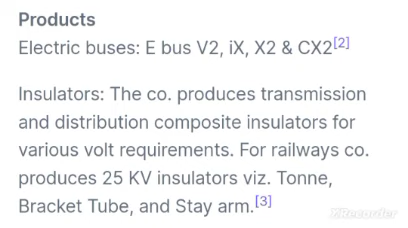 Products
Electric buses: E bus V2, iX, X2 & CX2[2]
Insulators: The co. produces transmission
and distribution composite insulators for
various volt requirements. For railways co.
produces 25 KV insulators viz. Tonne,
Bracket Tube, and Stay arm.[3]
XRecorder